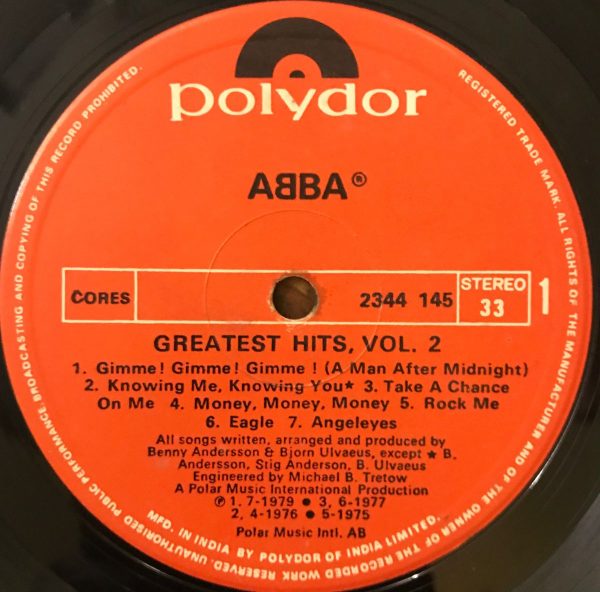 polydor
ABBA®
CORES
2344 145
STEREO
33
1
GREATEST HITS, VOL. 2
1. Gimme! Gimme! Gimme! (A Man After Midnight)
2. Knowing Me, Knowing You★ 3. Take A Chance
On Me 4. Money, Money, Money 5. Rock Me
6. Eagle 7. Angeleyes
All songs written, arranged and produced by
Benny Andersson & Bjorn Ulvaeus, except ★ B.
Andersson, Stig Anderson, B. Ulvaeus
Engineered by Michael B. Tretow
A Polar Music International Production
℗ 1. 7-1979 ● 3, 6-1977
2, 4-1976 ● 5-1975
Polar Music Intl. AB
MFD. IN INDIA BY POLYDOR OF INDIA LIMITED.
REGISTERED TRADE MARK. ALL RIGHTS OF THE MANUFACTURER AND OF THE OWNER OF THE RECORDED WORK RESERVED. UNAUTHORISED PUBLIC PERFORMANCE, BROADCASTING AND COPYING OF THIS RECORD PROHIBITED.